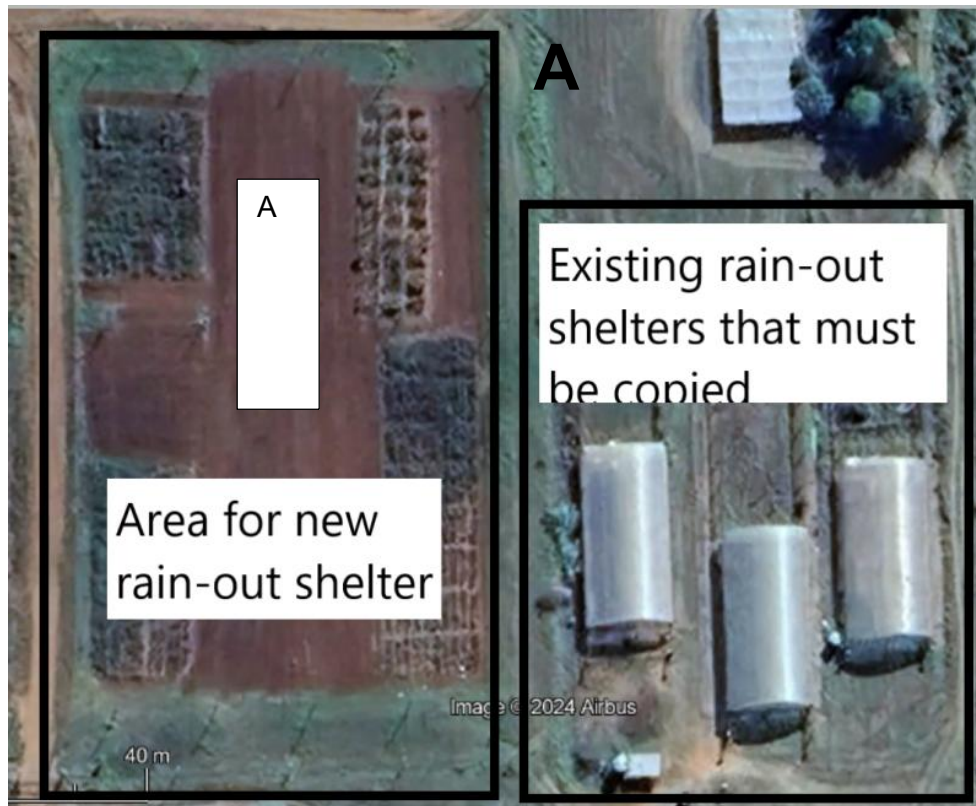 A
A
Existing rain-out
shelters that must
be copied
Area for new
rain-out shelter
Image © 2024 Airbus
40 m